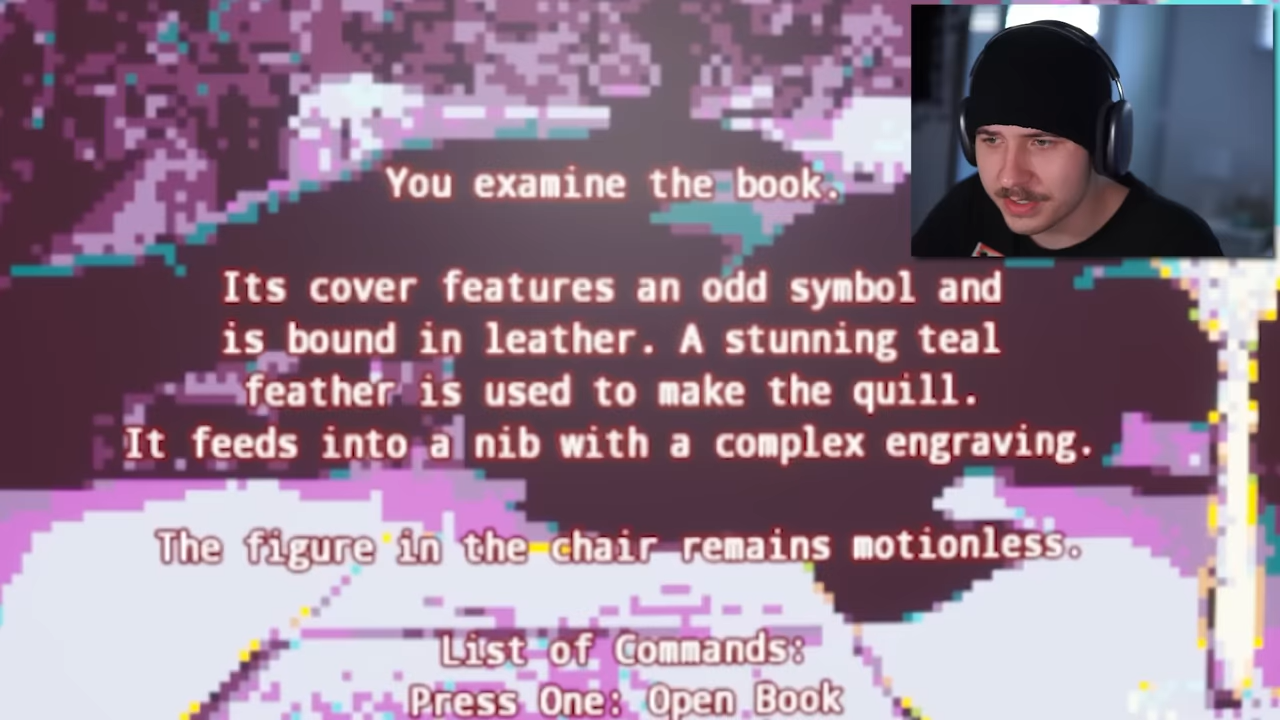 You examine the book.
Its cover features an odd symbol and
is bound in leather. A stunning teal
feather is used to make the quill.
It feeds into a nib with a complex engraving.
The figure in the chair remains motionless.
List of Commands:
Press One: Open Book